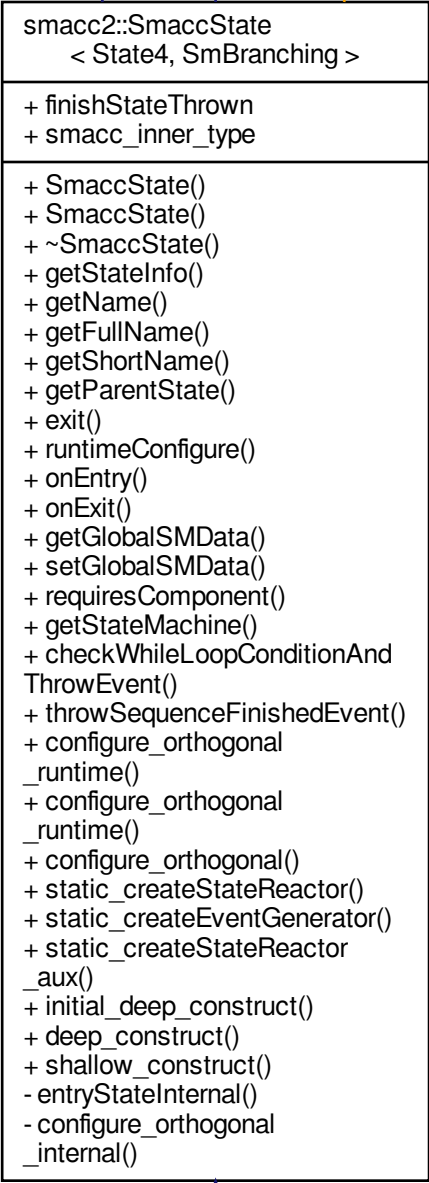 smacc2::SmaccState
< State4, SmBranching >
+ finishStateThrown
+ smacc_inner_type
+ SmaccState()
+ SmaccState()
+ ~SmaccState()
+ getStateInfo()
+ getName()
+ getFullName()
+ getShortName()
+ getParentState()
+ exit()
+ runtimeConfigure()
+ onEntry()
+ onExit()
+ getGlobalSMData()
+ setGlobalSMData()
+ requiresComponent()
+ getStateMachine()
+ checkWhileLoopConditionAnd
ThrowEvent()
+ throwSequenceFinishedEvent()
+ configure_orthogonal
_runtime()
+ configure_orthogonal
_runtime()
+ configure_orthogonal()
+ static_createStateReactor()
+ static_createEventGenerator()
+ static_createStateReactor
_aux()
+ initial_deep_construct()
+ deep_construct()
+ shallow_construct()
- entryStateInternal()
- configure_orthogonal
_internal()